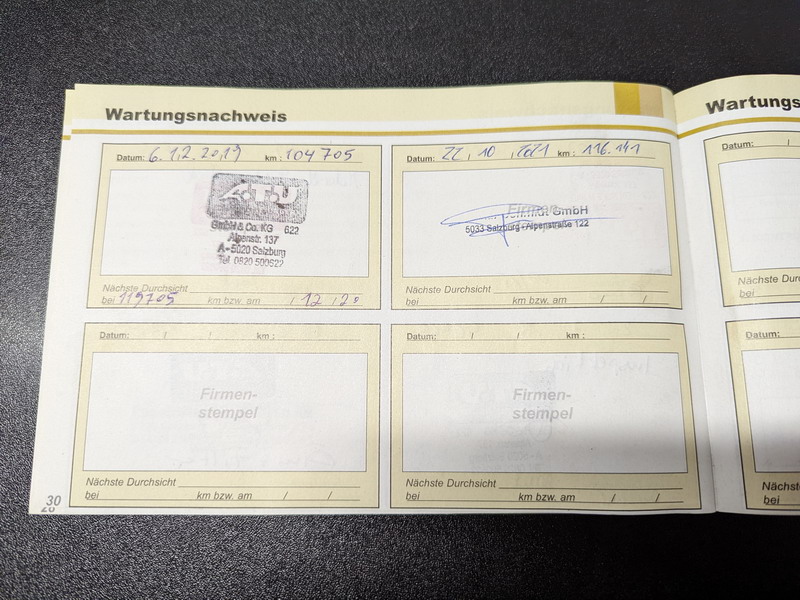 Wartungsnachweis
Datum: 6.12.2019 km: 104705
A.T.U
GmbH & Co. KG 622
Alpenstr. 137
A-5020 Salzburg
Tel. 0820 500622
Nächste Durchsicht
bei 119705 km bzw. am / 12 / 20
Datum: 22 / 10 / 2021 km: 116.141
Firmen-
GmbH
5033 Salzburg · Alpenstraße 122
Nächste Durchsicht
bei km bzw. am / /
Datum: / / km :
Firmen-
stempel
Nächste Durchsicht
bei km bzw. am / /
Datum: / / km :
Firmen-
stempel
Nächste Durchsicht
bei km bzw. am / /
30
Wartungs
Datum: /
Nächste
bei
Datum:
Nächste
bei